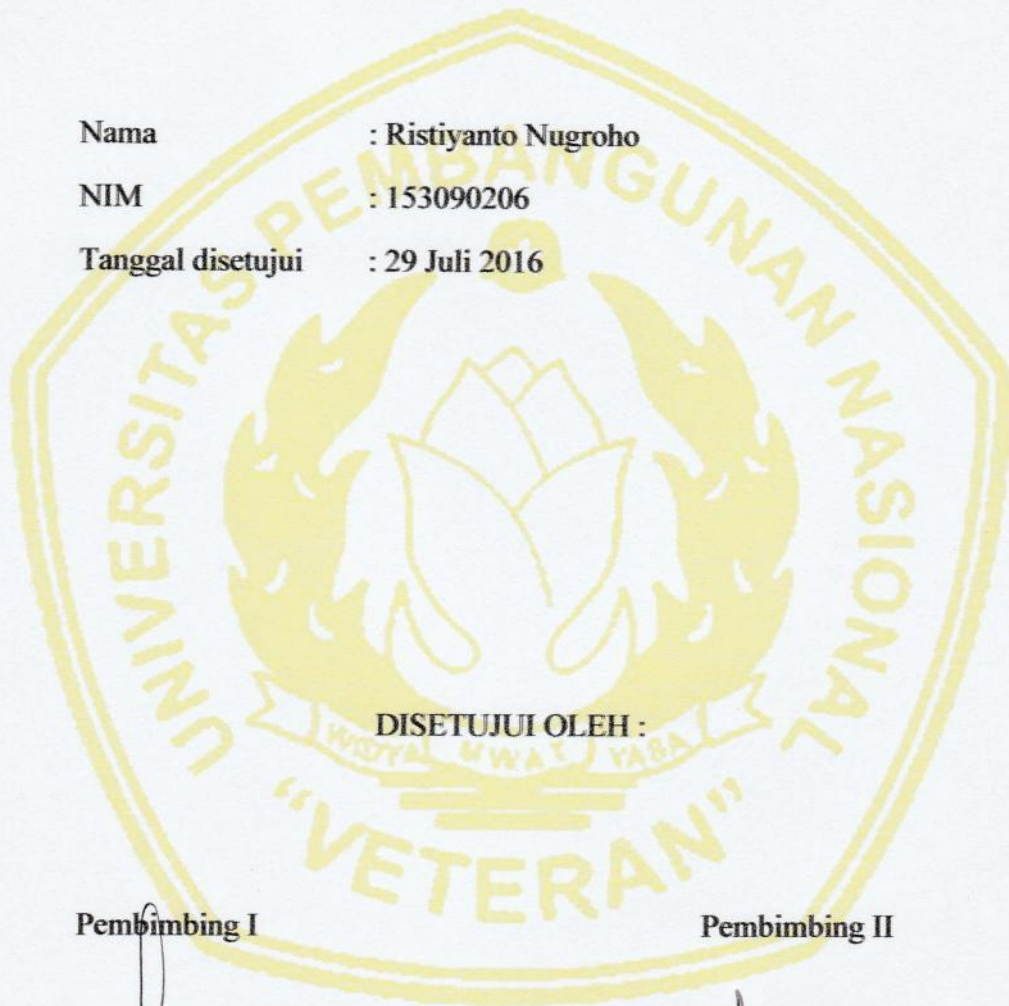 Nama : Ristiyanto Nugroho
NIM : 153090206
Tanggal disetujui : 29 Juli 2016
UNIVERSITAS PEMBANGUNAN NASIONAL
DISETUJUI OLEH :
WIDYA MWAT YASA
“VETERAN”
Pembimbing I Pembimbing II